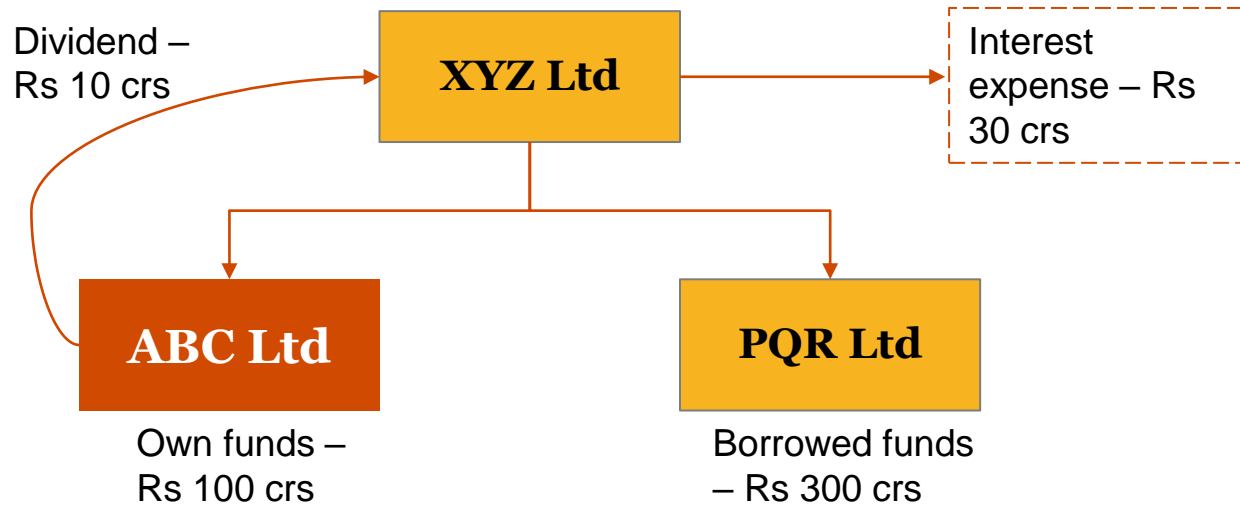 Dividend –
Rs 10 crs
XYZ Ltd
Interest
expense – Rs
30 crs
ABC Ltd
PQR Ltd
Own funds –
Rs 100 crs
Borrowed funds
– Rs 300 crs